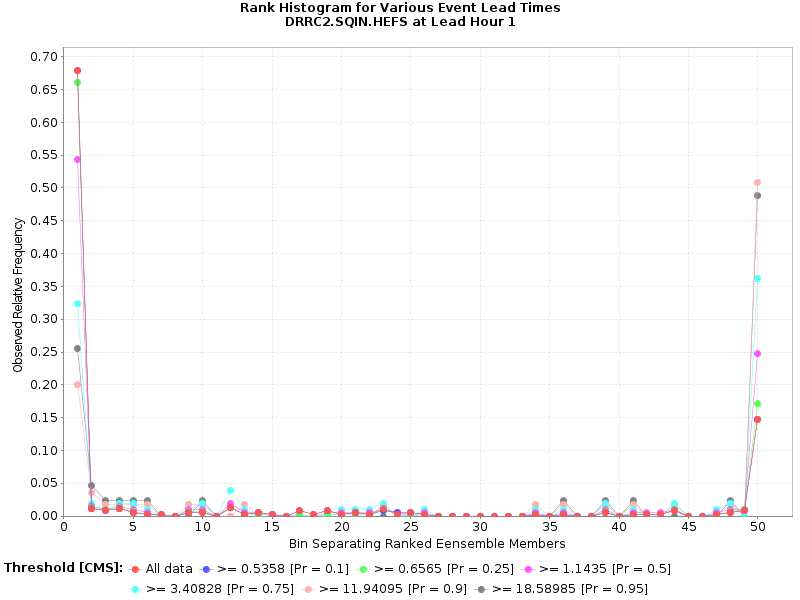 Rank Histogram for Various Event Lead Times
DRRC2.SQIN.HEFS at Lead Hour 1
Observed Relative Frequency
0.70
0.65
0.60
0.55
0.50
0.45
0.40
0.35
0.30
0.25
0.20
0.15
0.10
0.05
0.00
0 5 10 15 20 25 30 35 40 45 50
Bin Separating Ranked Eensemble Members
Threshold [CMS]: All data >= 0.5358 [Pr = 0.1] >= 0.6565 [Pr = 0.25] >= 1.1435 [Pr = 0.5]
>= 3.40828 [Pr = 0.75] >= 11.94095 [Pr = 0.9] >= 18.58985 [Pr = 0.95]